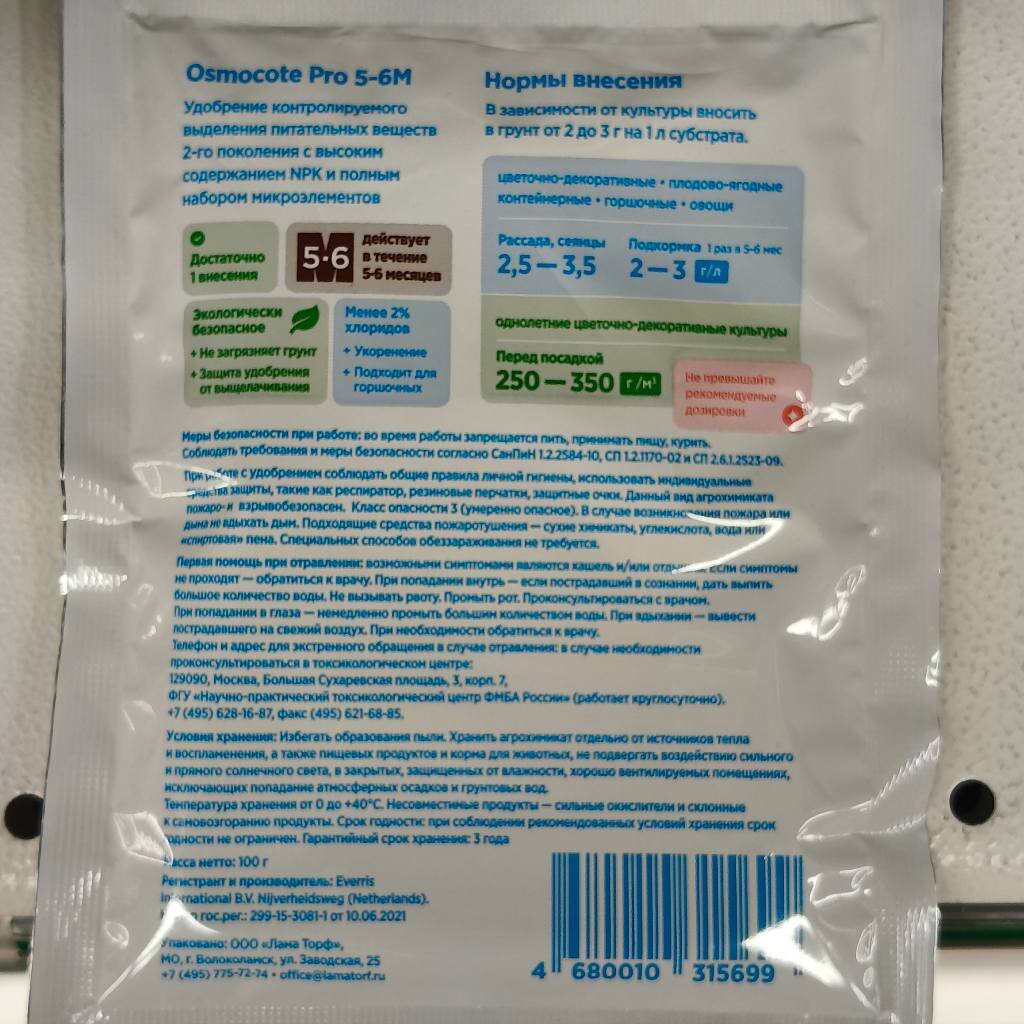 Osmocote Pro 5-6М
Удобрение контролируемого
выделения питательных веществ
2-го поколения с высоким
содержанием NPK и полным
набором микроэлементов
Достаточно
1 внесения
5-6
действует
в течение
5-6 месяцев
Экологически
безопасное
+ Не загрязняет грунт
+ Защита удобрения
от выщелачивания
Менее 2%
хлоридов
+ Укоренение
+ Подходит для
горшочных
Нормы внесения
В зависимости от культуры вносить
в грунт от 2 до 3 г на 1 л субстрата.
цветочно-декоративные • плодово-ягодные
контейнерные • горшочные • овощи
Рассада, сеянцы
2,5 — 3,5
Подкормка 1 раз в 5-6 мес
2 — 3 г/л
однолетние цветочно-декоративные культуры
Перед посадкой
250 — 350 г/м³
Не превышайте
рекомендуемые
дозировки
Меры безопасности при работе: во время работы запрещается пить, принимать пищу, курить.
Соблюдать требования и меры безопасности согласно СанПиН 1.2.2584-10, СП 1.2.1170-02 и СП 2.6.1.2523-09.
При работе с удобрением соблюдать общие правила личной гигиены, использовать индивидуальные
средства защиты, такие как респиратор, резиновые перчатки, защитные очки. Данный вид агрохимиката
пожаро- и взрывобезопасен. Класс опасности 3 (умеренно опасное). В случае возникновения пожара или
дыма не вдыхать дым. Подходящие средства пожаротушения — сухие химикаты, углекислота, вода или
«спиртовая» пена. Специальных способов обеззараживания не требуется.
Первая помощь при отравлении: возможными симптомами являются кашель и/или если симптомы
не проходят — обратиться к врачу. При попадании внутрь — если пострадавший в сознании, дать выпить
большое количество воды. Не вызывать рвоту. Промыть рот. Проконсультироваться с врачом.
При попадании в глаза — немедленно промыть большим количеством воды. При вдыхании — вывести
пострадавшего на свежий воздух. При необходимости обратиться к врачу.
Телефон и адрес для экстренного обращения в случае отравления: в случае необходимости
проконсультироваться в токсикологическом центре:
129090, Москва, Большая Сухаревская площадь, 3, корп. 7,
ФГУ «Научно-практический токсикологический центр ФМБА России» (работает круглосуточно).
+7 (495) 628-16-87, факс (495) 621-68-85.
Условия хранения: Избегать образования пыли. Хранить агрохимикат отдельно от источников тепла
и воспламенения, а также пищевых продуктов и корма для животных, не подвергать воздействию сильного
и прямого солнечного света, в закрытых, защищенных от влажности, хорошо вентилируемых помещениях,
исключающих попадание атмосферных осадков и грунтовых вод.
Температура хранения от 0 до +40°С. Несовместимые продукты — сильные окислители и склонные
к самовозгоранию продукты. Срок годности: при соблюдении рекомендованных условий хранения срок
годности не ограничен. Гарантийный срок хранения: 3 года
Масса нетто: 100 г
Регистрант и производитель: Everris
International B.V. Nijverheidsweg (Netherlands).
гос.рег.: 299-15-3081-1 от 10.06.2021
Упаковано: ООО «Лама Торф»,
МО, г. Волоколамск, ул. Заводская, 25
+7 (495) 775-72-74 • office@lamatorf.ru
4 680010 315699